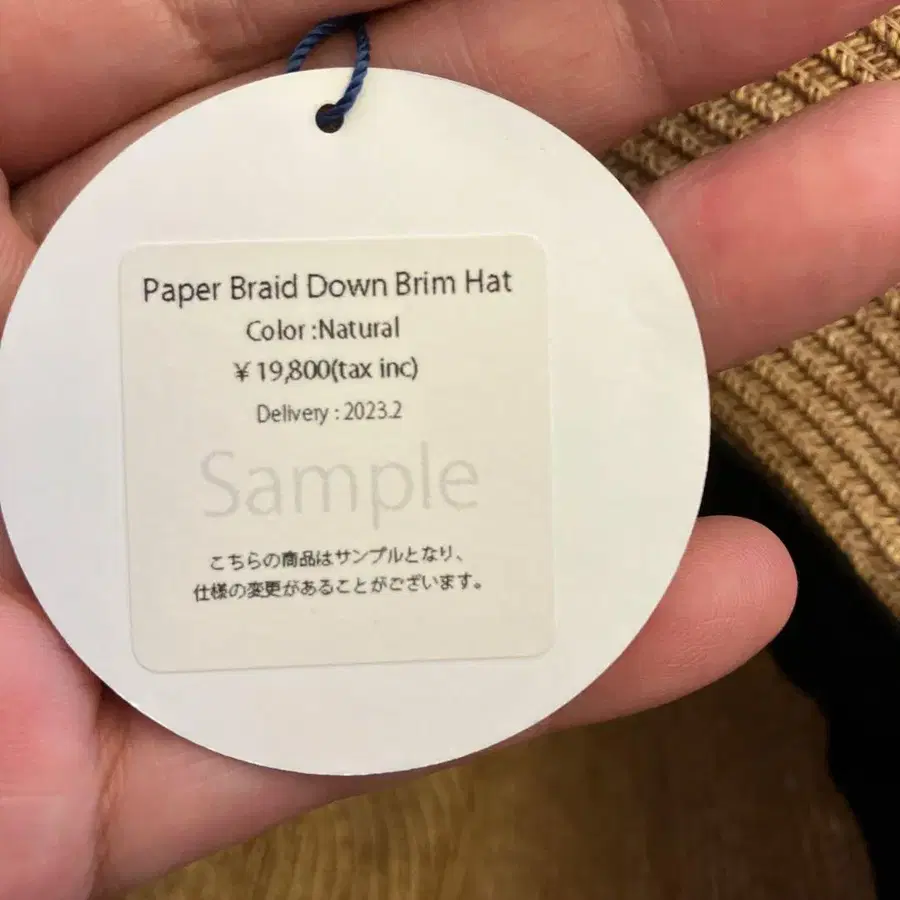 Paper Braid Down Brim Hat
Color :Natural
¥ 19,800(tax inc)
Delivery : 2023.2
Sample
こちらの商品はサンプルとなり、
仕様の変更があることがございます。